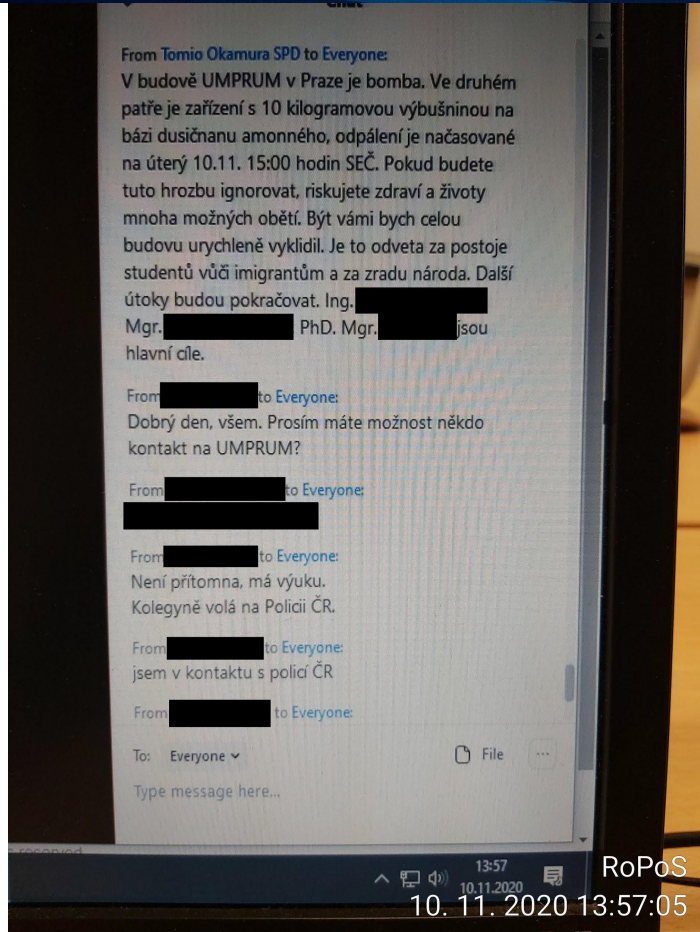 Chat
From Tomio Okamura SPD to Everyone:
V budově UMPRUM v Praze je bomba. Ve druhém
patře je zařízení s 10 kilogramovou výbušninou na
bázi dusičnanu amonného, odpálení je načasované
na úterý 10.11. 15:00 hodin SEČ. Pokud budete
tuto hrozbu ignorovat, riskujete zdraví a životy
mnoha možných obětí. Být vámi bych celou
budovu urychleně vyklidil. Je to odveta za postoje
studentů vůči imigrantům a za zradu národa. Další
útoky budou pokračovat. Ing.
Mgr. PhD. Mgr. jsou
hlavní cíle.
From to Everyone:
Dobrý den, všem. Prosím máte možnost někdo
kontakt na UMPRUM?
From to Everyone:
From to Everyone:
Není přítomna, má výuku.
Kolegyně volá na Policii ČR.
From to Everyone:
jsem v kontaktu s policí ČR
From to Everyone:
To: Everyone File ...
Type message here...
reserved
13:57
10.11.2020
RoPoS
10. 11. 2020 13:57:05